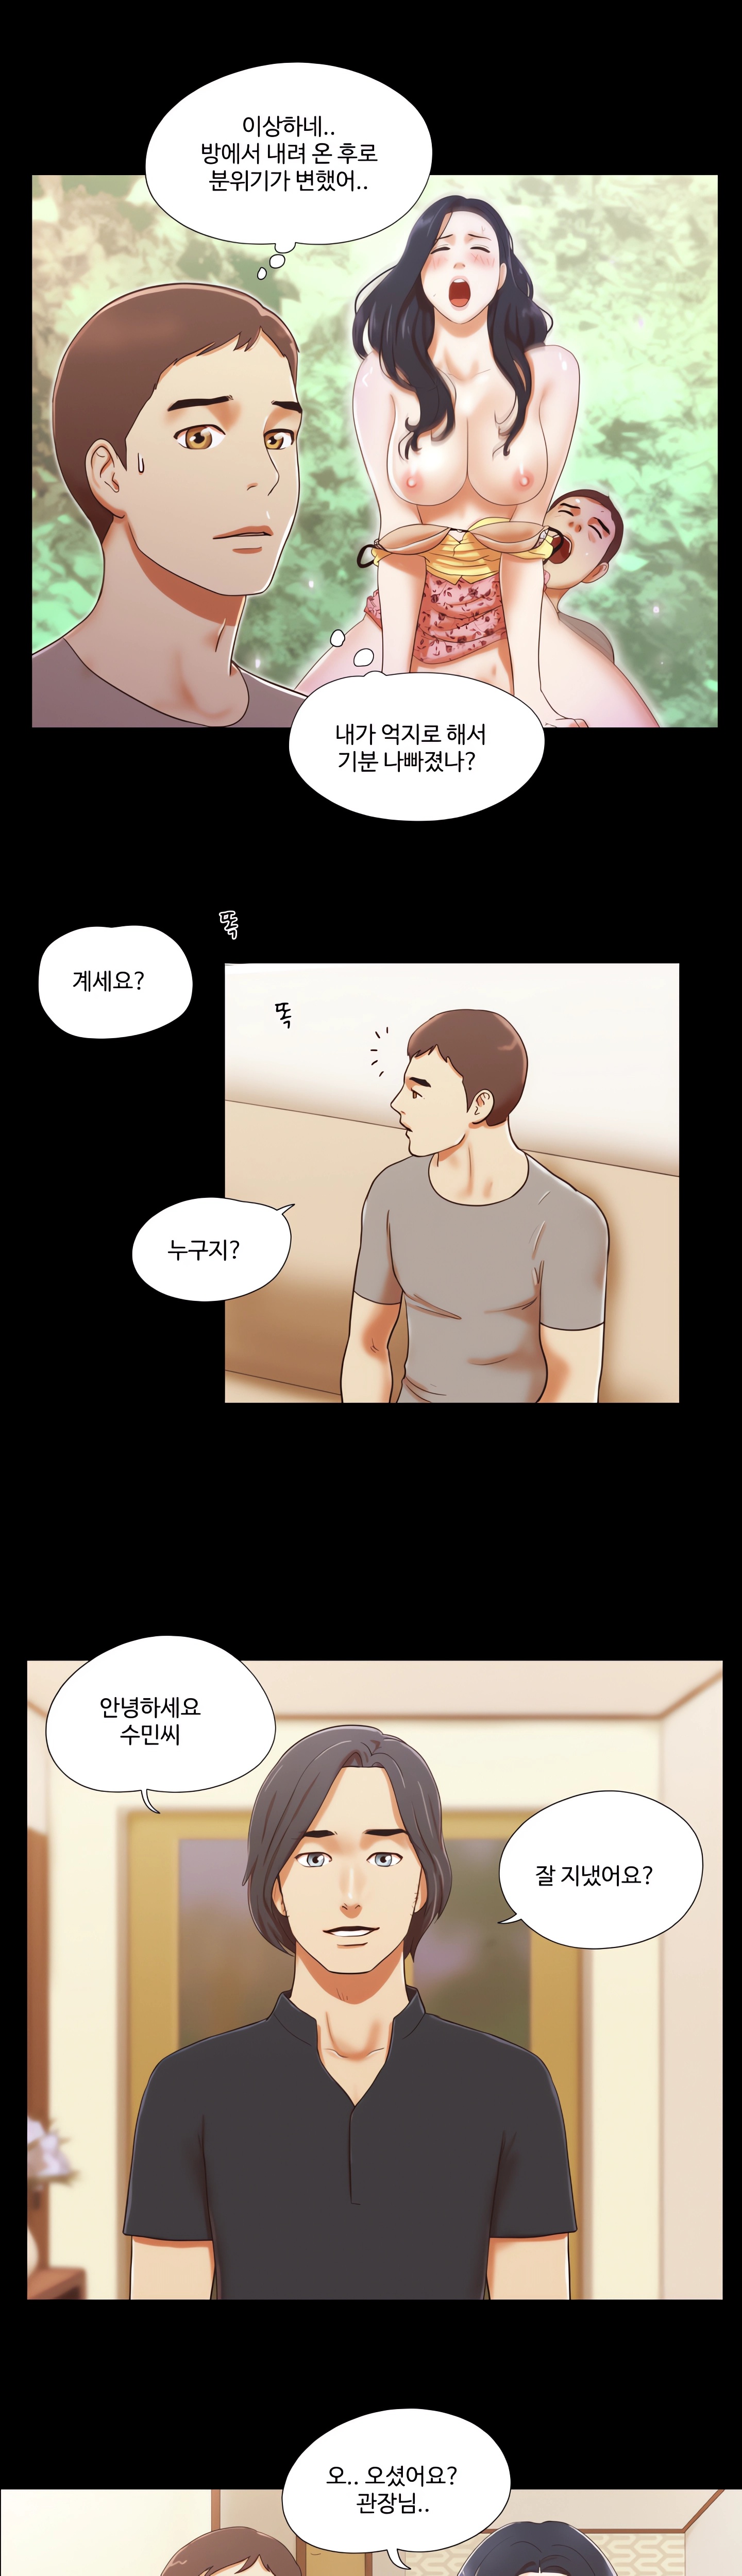 이상하네..
방에서 내려 온 후로
분위기가 변했어..
내가 억지로 해서
기분 나빠졌나?
똑
계세요?
똑
누구지?
안녕하세요
수민씨
잘 지냈어요?
오.. 오셨어요?
관장님..